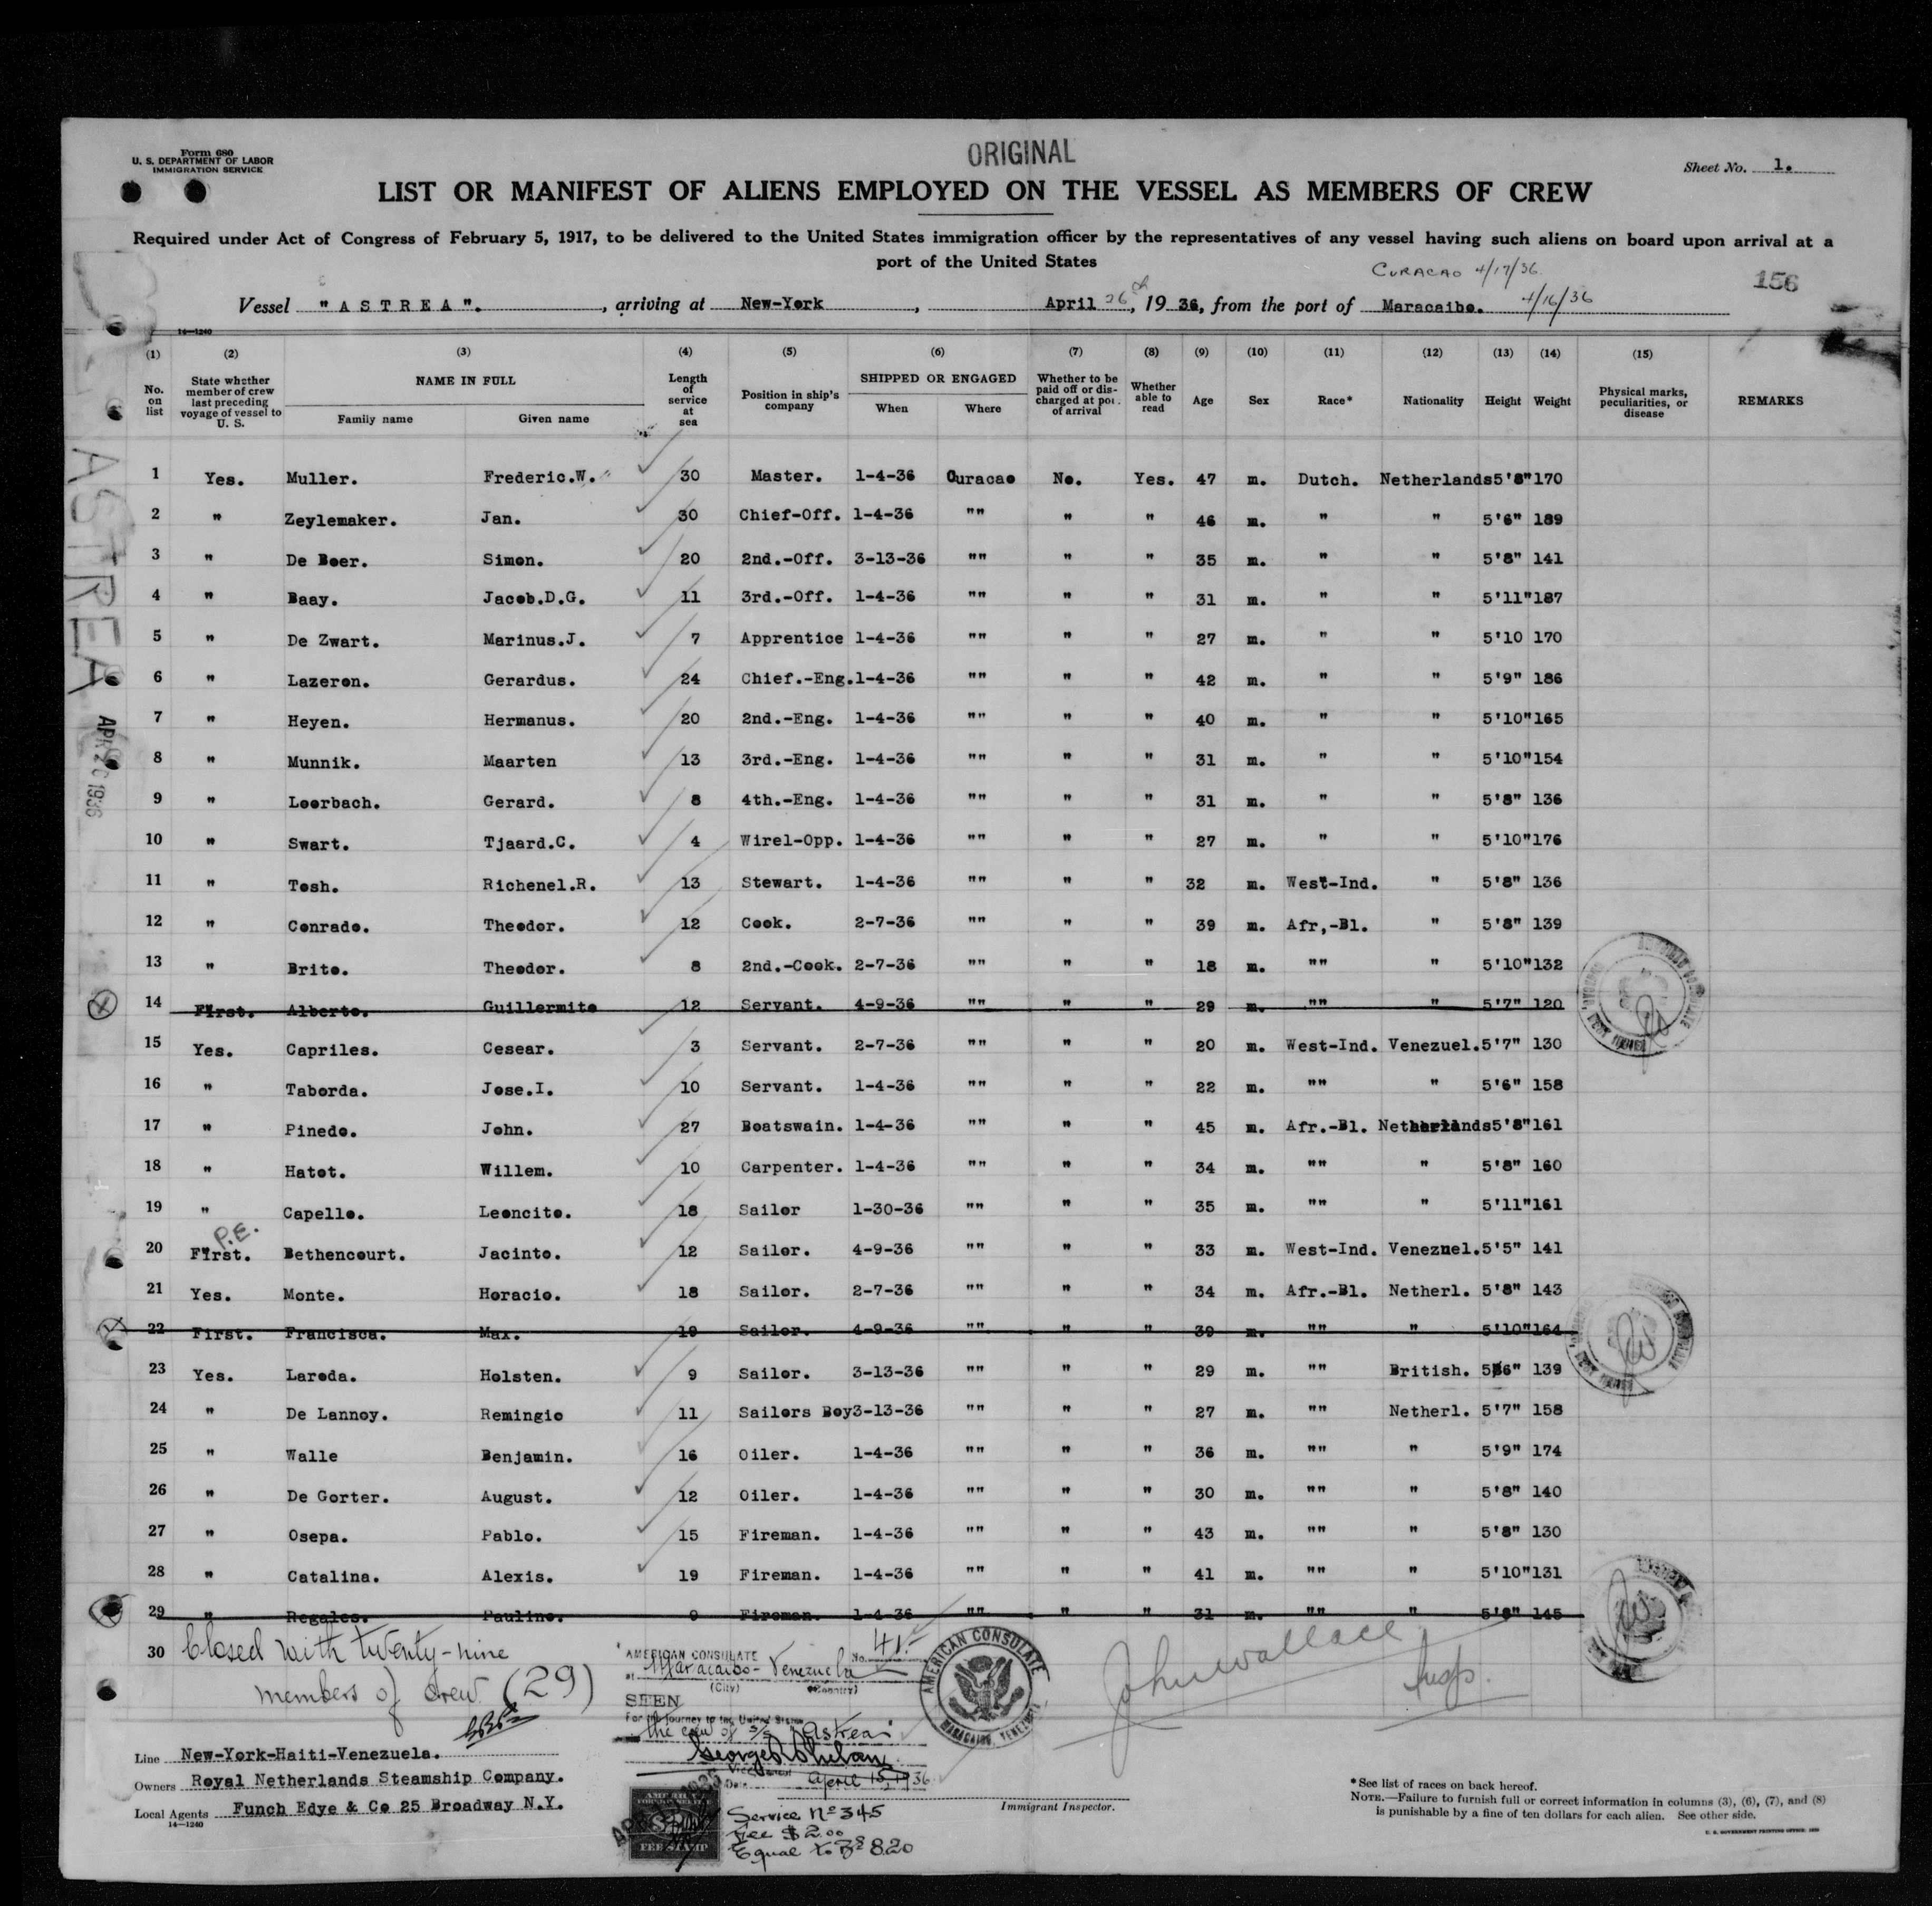 Form 680
U. S. DEPARTMENT OF LABOR
IMMIGRATION SERVICE
ORIGINAL
Sheet No. 1.
LIST OR MANIFEST OF ALIENS EMPLOYED ON THE VESSEL AS MEMBERS OF CREW
Required under Act of Congress of February 5, 1917, to be delivered to the United States immigration officer by the representatives of any vessel having such aliens on board upon arrival at a
port of the United States
CURACAO 4/17/36
156
Vessel "ASTREA"., arriving at New-York, April 26th, 1936, from the port of Maracaibo. 4/16/36
14—1240
(1) (2) (3) (4) (5) (6) (7) (8) (9) (10) (11) (12) (13) (14) (15)
No. on list State whether member of crew last preceding voyage of vessel to U. S. NAME IN FULL Family name Given name Length of service at sea Position in ship's company SHIPPED OR ENGAGED When Where Whether to be paid off or discharged at port of arrival Whether able to read Age Sex Race* Nationality Height Weight Physical marks, peculiarities, or disease REMARKS
1 Yes. Muller. Frederic.W. 30 Master. 1-4-36 Curacao No. Yes. 47 m. Dutch. Netherlands 5'8" 170
2 " Zeylemaker. Jan. 30 Chief-Off. 1-4-36 "" " " 46 m. " " 5'6" 189
3 " De Boer. Simon. 20 2nd.-Off. 3-13-36 "" " " 35 m. " " 5'8" 141
4 " Baay. Jacob.D.G. 11 3rd.-Off. 1-4-36 "" " " 31 m. " " 5'11" 187
5 " De Zwart. Marinus.J. 7 Apprentice 1-4-36 "" " " 27 m. " " 5'10 170
6 " Lazeron. Gerardus. 24 Chief.-Eng. 1-4-36 "" " " 42 m. " " 5'9" 186
7 " Heyen. Hermanus. 20 2nd.-Eng. 1-4-36 "" " " 40 m. " " 5'10" 165
8 " Munnik. Maarten 13 3rd.-Eng. 1-4-36 "" " " 31 m. " " 5'10" 154
9 " Loerbach. Gerard. 8 4th.-Eng. 1-4-36 "" " " 31 m. " " 5'8" 136
10 " Swart. Tjaard.C. 4 Wirel-Opp. 1-4-36 "" " " 27 m. " " 5'10" 176
11 " Tosh. Richenel.R. 13 Stewart. 1-4-36 "" " " 32 m. West-Ind. " 5'8" 136
12 " Conrado. Theodor. 12 Cook. 2-7-36 "" " " 39 m. Afr,-Bl. " 5'8" 139
13 " Brito. Theodor. 8 2nd.-Cook. 2-7-36 "" " " 18 m. "" " 5'10" 132
14 First. Alberto. Guillermito 12 Servant. 4-9-36 "" " " 29 m. "" " 5'7" 120
15 Yes. Capriles. Cesear. 3 Servant. 2-7-36 "" " " 20 m. West-Ind. Venezuel. 5'7" 130
16 " Taborda. Jose.I. 10 Servant. 1-4-36 "" " " 22 m. "" " 5'6" 158
17 " Pinedo. John. 27 Boatswain. 1-4-36 "" " " 45 m. Afr.-Bl. Netherlands 5'8" 161
18 " Hatot. Willem. 10 Carpenter. 1-4-36 "" " " 34 m. "" " 5'8" 160
19 " Capello. Leoncito. 18 Sailor 1-30-36 "" " " 35 m. "" " 5'11" 161
P.E.
20 First. Bethencourt. Jacinto. 12 Sailor. 4-9-36 "" " " 33 m. West-Ind. Venezuel. 5'5" 141
21 Yes. Monte. Horacio. 18 Sailor. 2-7-36 "" " " 34 m. Afr.-Bl. Netherl. 5'8" 143
22 First. Francisca. Max. 19 Sailor. 4-9-36 "" " " 39 m. "" " 5'10" 164
23 Yes. Lareda. Holsten. 9 Sailor. 3-13-36 "" " " 29 m. "" British. 5'6" 139
24 " De Lannoy. Remingio 11 Sailors Boy 3-13-36 "" " " 27 m. "" Netherl. 5'7" 158
25 " Walle Benjamin. 16 Oiler. 1-4-36 "" " " 36 m. "" " 5'9" 174
26 " De Gorter. August. 12 Oiler. 1-4-36 "" " " 30 m. "" " 5'8" 140
27 " Osepa. Pablo. 15 Fireman. 1-4-36 "" " " 43 m. "" " 5'8" 130
28 " Catalina. Alexis. 19 Fireman. 1-4-36 "" " " 41 m. "" " 5'10" 131
29 " Regales. Paulino. 9 Fireman. 1-4-36 "" " " 31 m. "" " 5'8" 145
30
ASTREA
APR 26 1936
Closed with twenty-nine
members of crew (29)
AMERICAN CONSULATE No. 41
at Maracaibo - Venezuela
(City) (Country)
SEEN
For the journey to the United States
the crew of s/s Astrea
Date April 15, 1936
AMERICAN CONSULATE
MARACAIBO, VENEZUELA
John Wallace
Insp.
Immigrant Inspector.
Service Nº 345
Fee $2.00
Equal to Bs 8.20
FEE STAMP
Line New-York-Haiti-Venezuela.
Owners Royal Netherlands Steamship Company.
Local Agents Funch Edye & Co 25 Broadway N.Y.
14—1240
*See list of races on back hereof.
NOTE.—Failure to furnish full or correct information in columns (3), (6), (7), and (8)
is punishable by a fine of ten dollars for each alien. See other side.